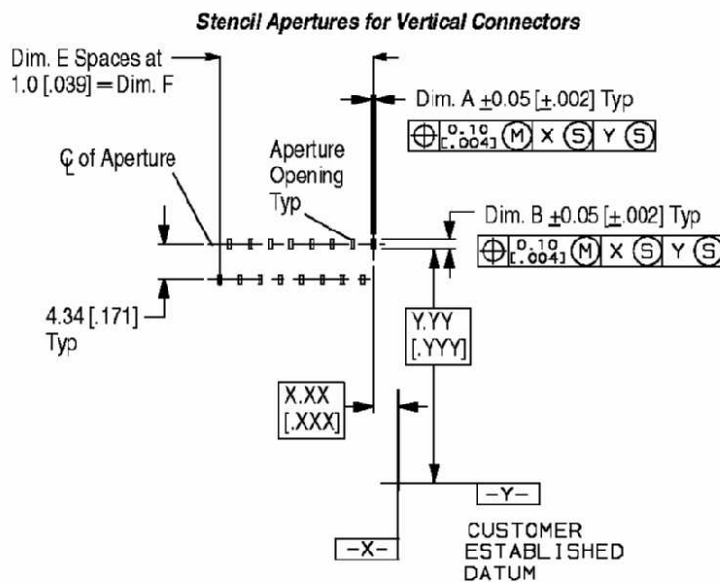 Stencil Apertures for Vertical Connectors
Dim. E Spaces at
1.0 [.039] = Dim. F
Dim. A ±0.05 [±.002] Typ
⌖ 0.10 [.004] Ⓜ X Ⓢ Y Ⓢ
℄ of Aperture
Aperture
Opening
Typ
Dim. B ±0.05 [±.002] Typ
⌖ 0.10 [.004] Ⓜ X Ⓢ Y Ⓢ
4.34 [.171]
Typ
Y.YY
[.YYY]
X.XX
[.XXX]
-Y-
-X-
CUSTOMER
ESTABLISHED
DATUM